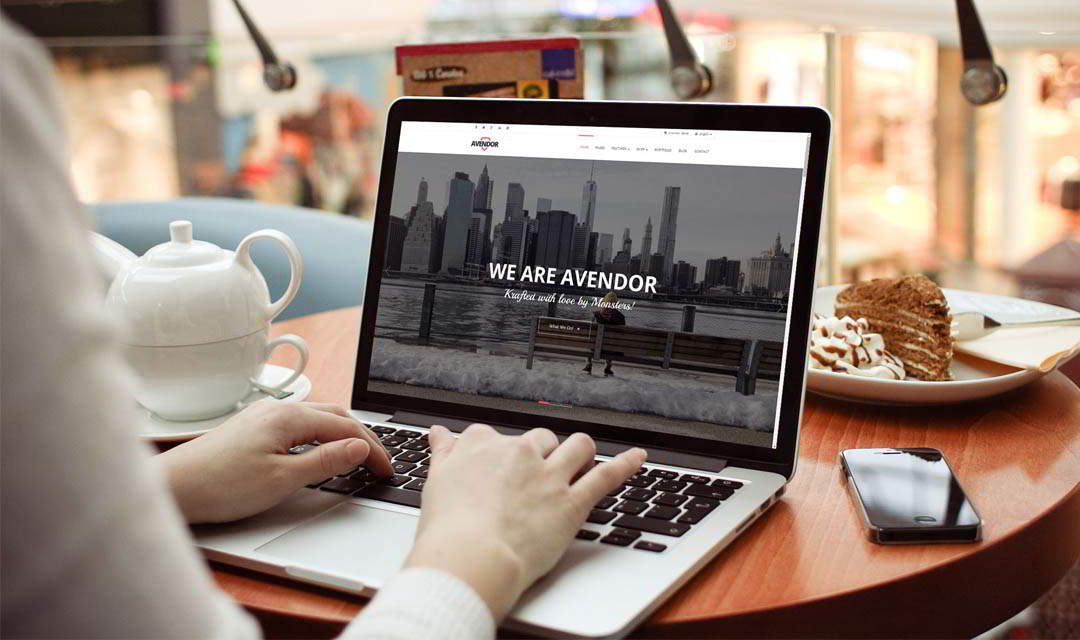 AVENDOR
HOME PAGES FEATURES SHOP PORTFOLIO BLOG CONTACT
WE ARE AVENDOR
Krafted with love by Monsters!
What We Do!